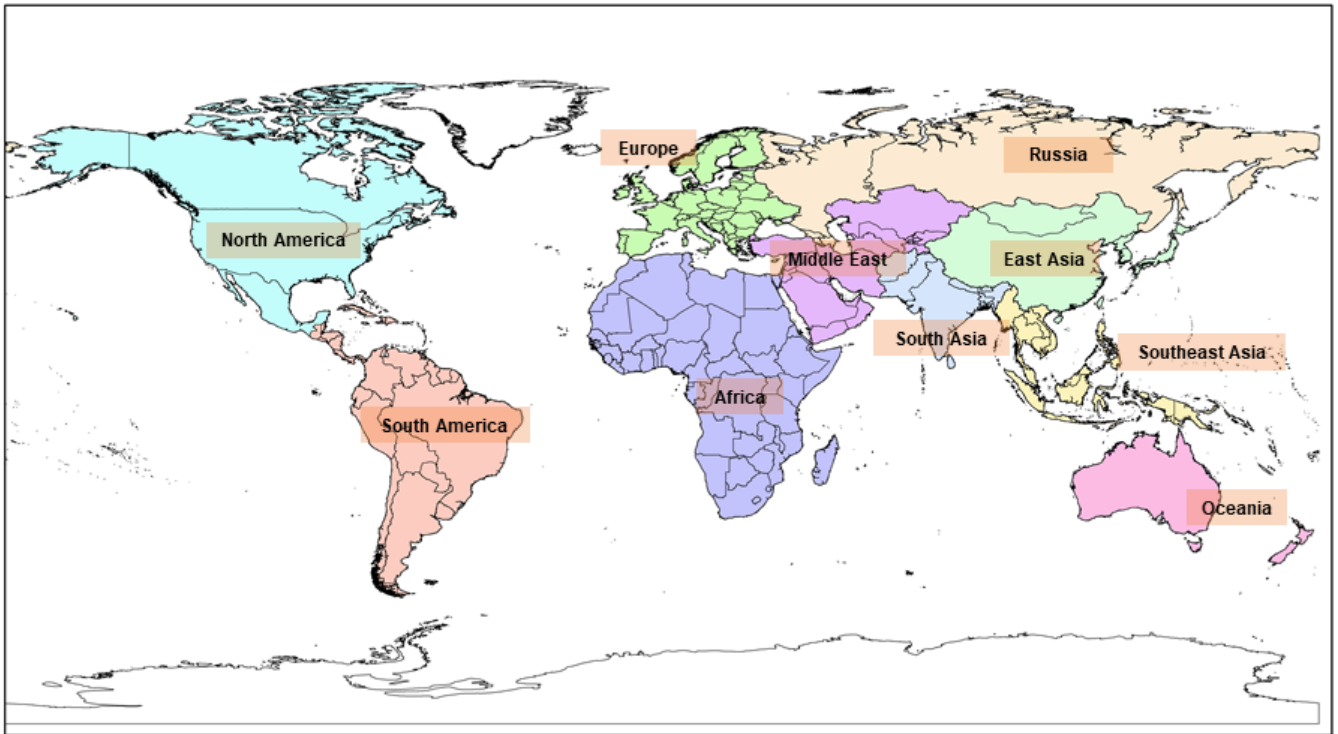 Europe
Russia
North America
Middle East
East Asia
South Asia
Southeast Asia
Africa
South America
Oceania